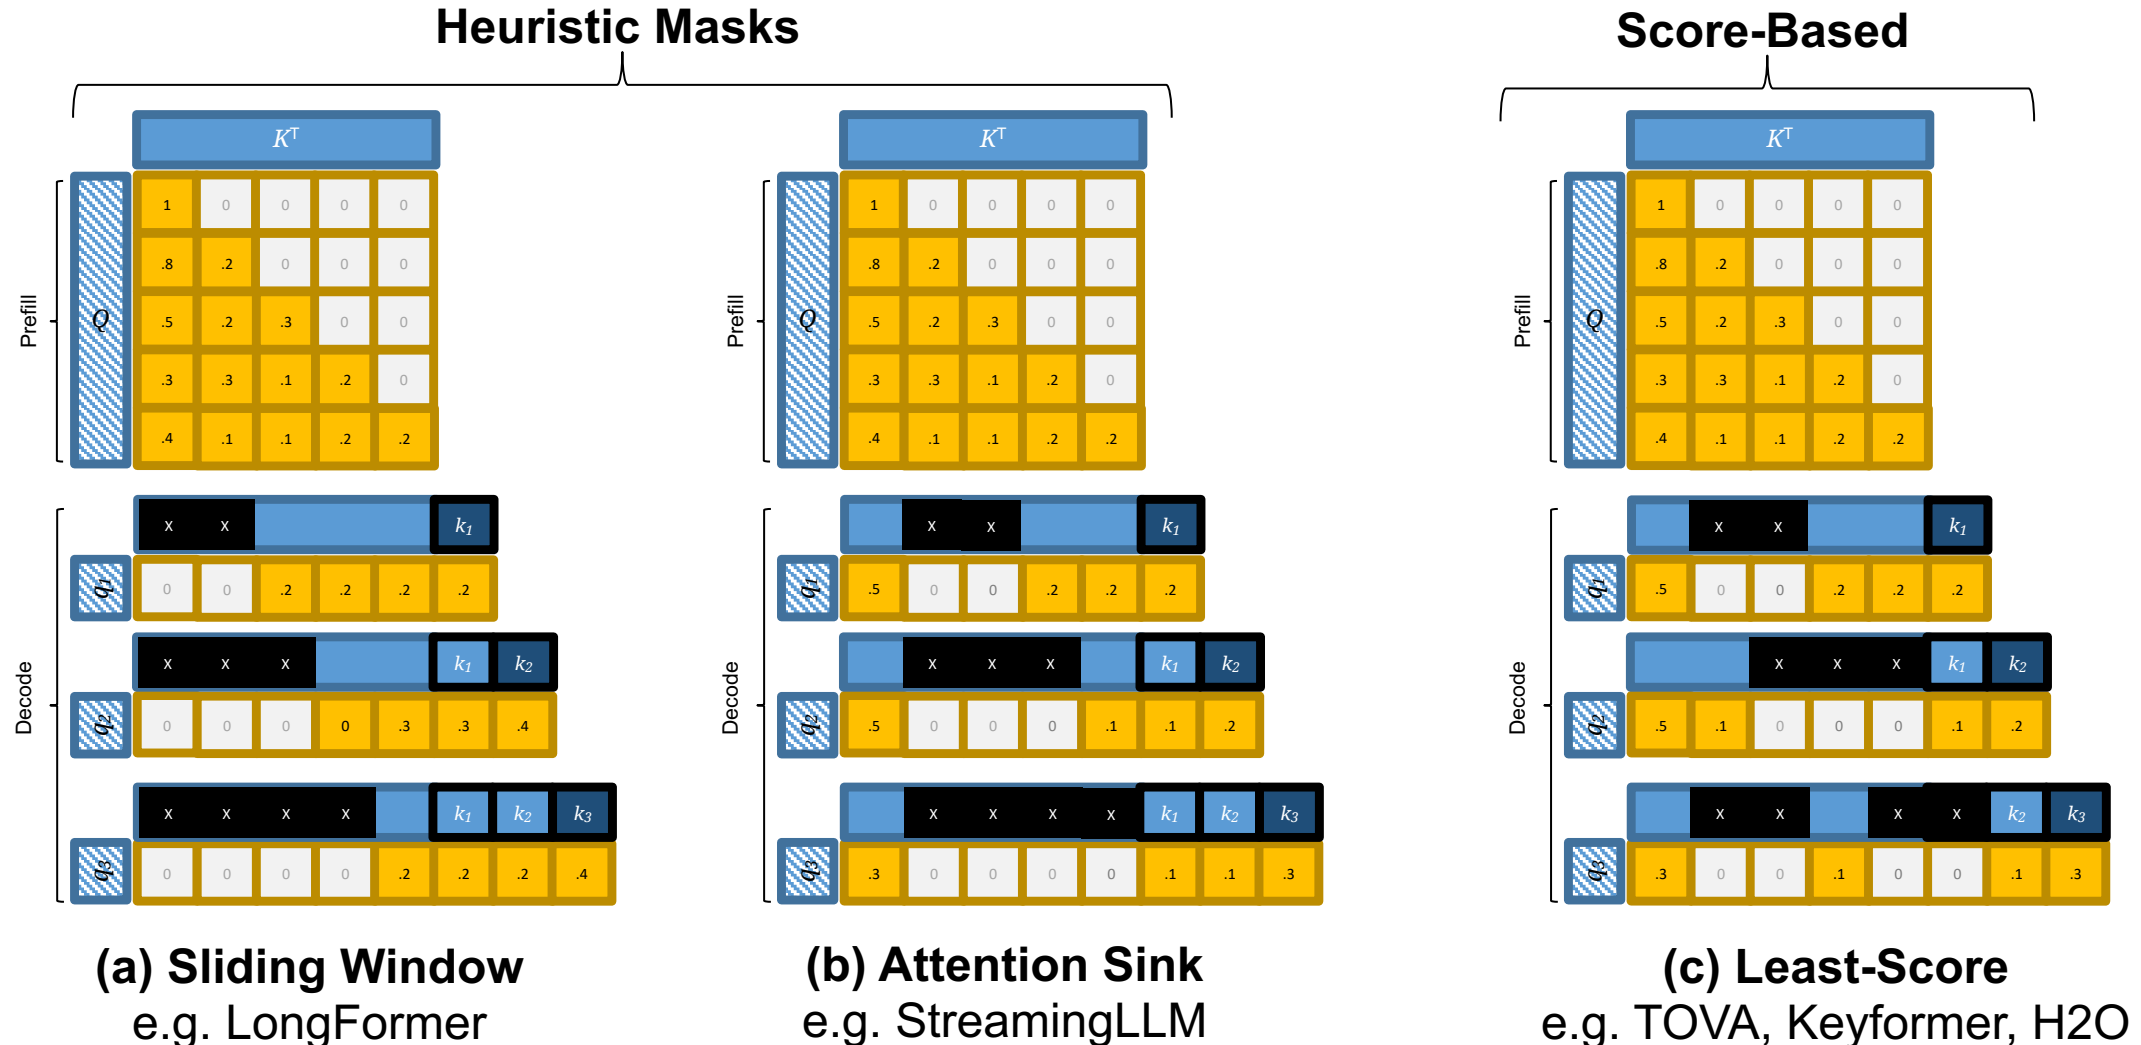 Heuristic Masks
Score-Based
K^T
K^T
K^T
Prefill
Q
1 0 0 0 0
.8 .2 0 0 0
.5 .2 .3 0 0
.3 .3 .1 .2 0
.4 .1 .1 .2 .2
Prefill
Q
1 0 0 0 0
.8 .2 0 0 0
.5 .2 .3 0 0
.3 .3 .1 .2 0
.4 .1 .1 .2 .2
Prefill
Q
1 0 0 0 0
.8 .2 0 0 0
.5 .2 .3 0 0
.3 .3 .1 .2 0
.4 .1 .1 .2 .2
Decode
x x k1
q1 0 0 .2 .2 .2 .2
x x x k1 k2
q2 0 0 0 0 .3 .3 .4
x x x x k1 k2 k3
q3 0 0 0 0 .2 .2 .2 .4
Decode
x x k1
q1 .5 0 0 .2 .2 .2
x x x k1 k2
q2 .5 0 0 0 .1 .1 .2
x x x x k1 k2 k3
q3 .3 0 0 0 0 .1 .1 .3
Decode
x x k1
q1 .5 0 0 .2 .2 .2
x x x k1 k2
q2 .5 .1 0 0 0 .1 .2
x x x x k2 k3
q3 .3 0 0 .1 0 0 .1 .3
(a) Sliding Window
e.g. LongFormer
(b) Attention Sink
e.g. StreamingLLM
(c) Least-Score
e.g. TOVA, Keyformer, H2O